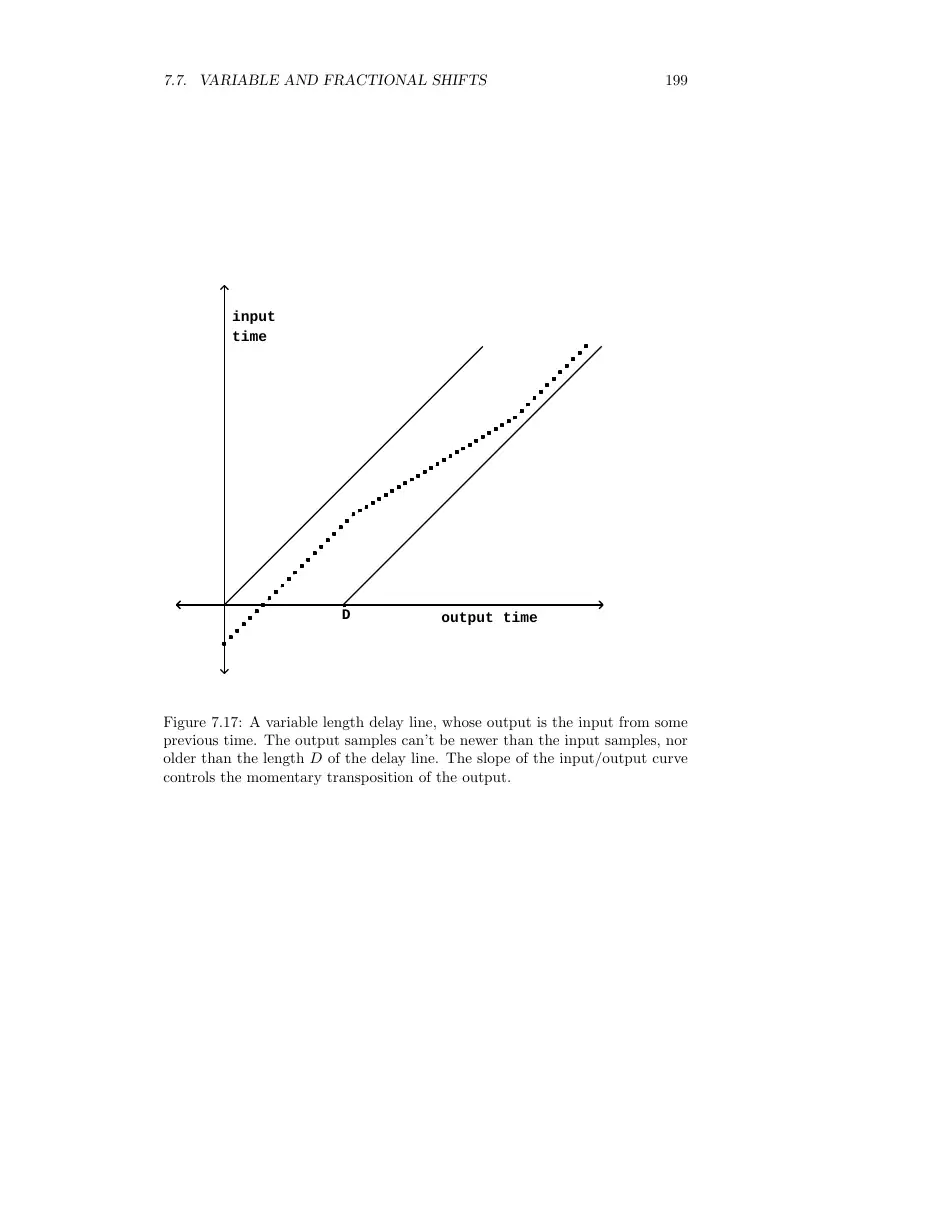 7.7. VARIABLE AND FRACTIONAL SHIFTS 199
input
time
D
output time
Figure 7.17: A variable length delay line, whose output is the input from some
previous time. The output samples can't be newer than the input samples, nor
older than the length D of the delay line. The slope of the input/output curve
controls the momentary transposition of the output.